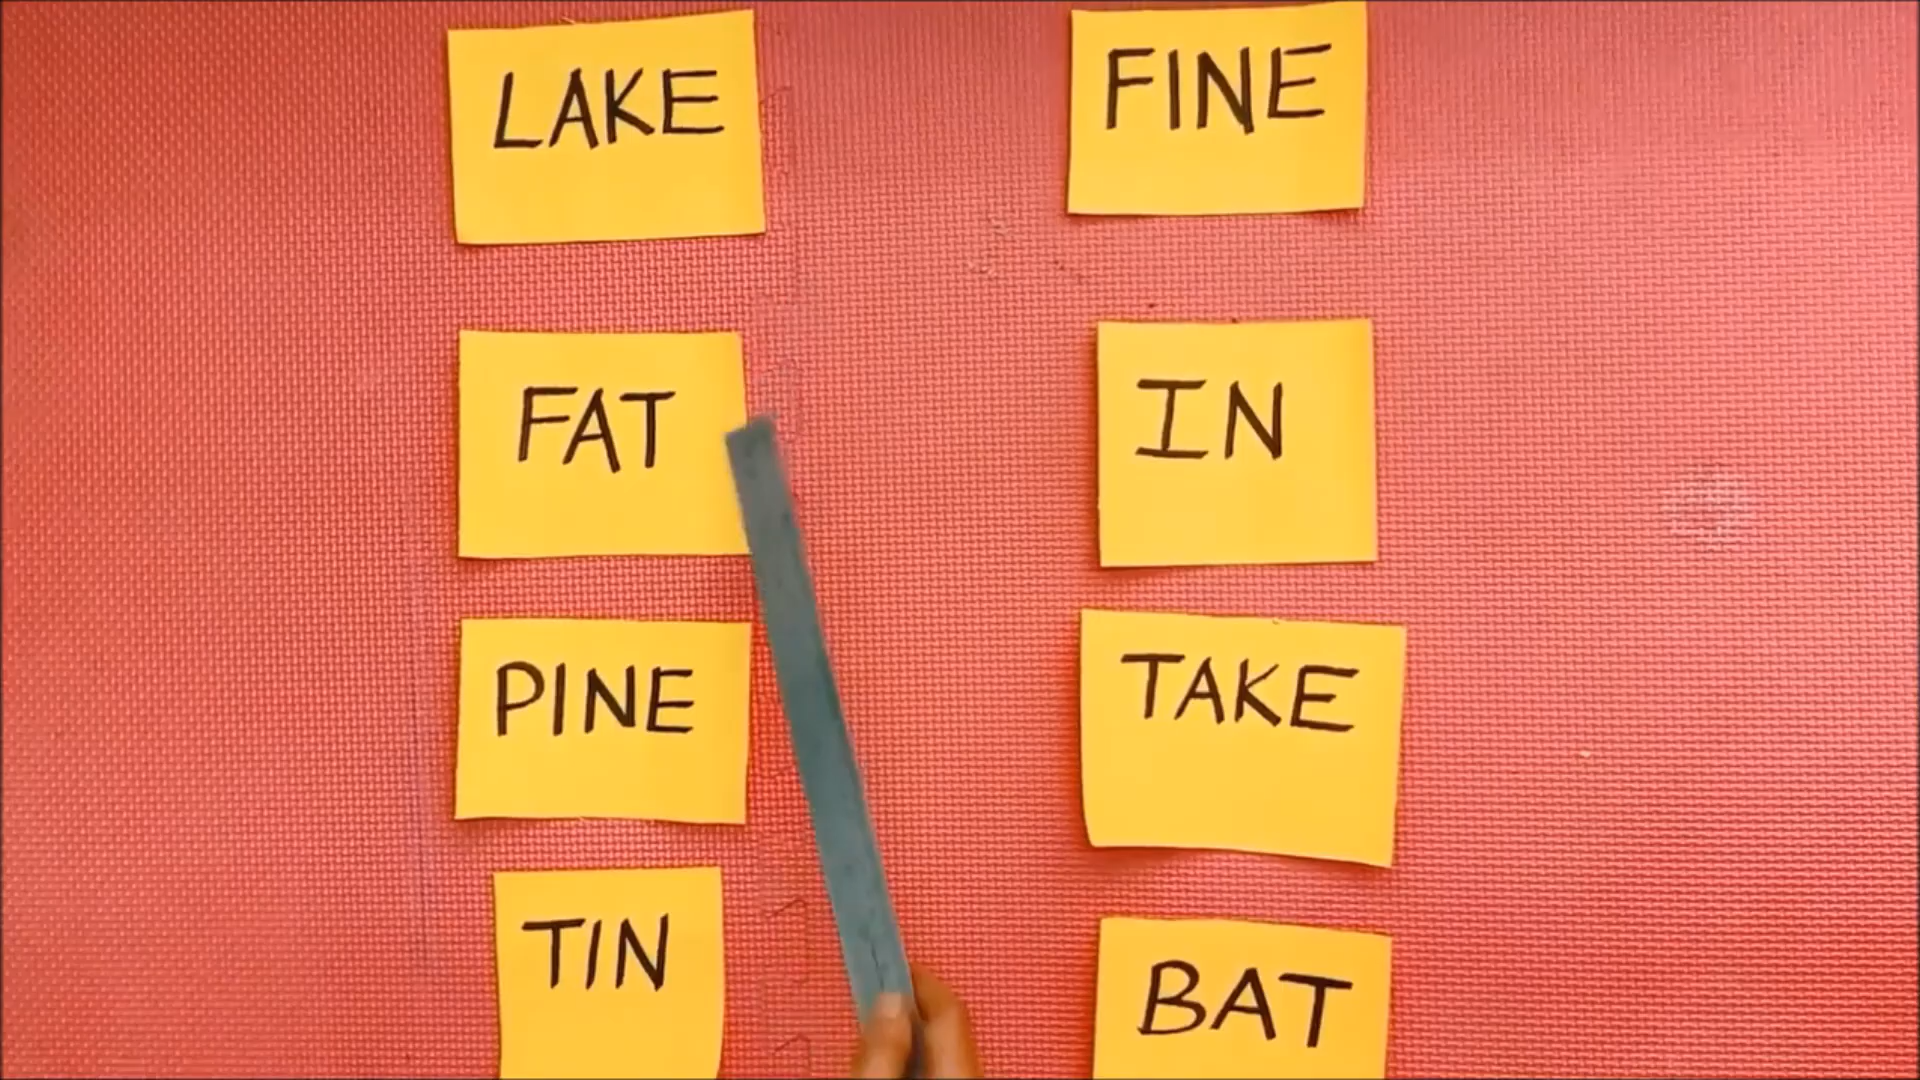 LAKE
FINE
FAT
IN
PINE
TAKE
TIN
BAT